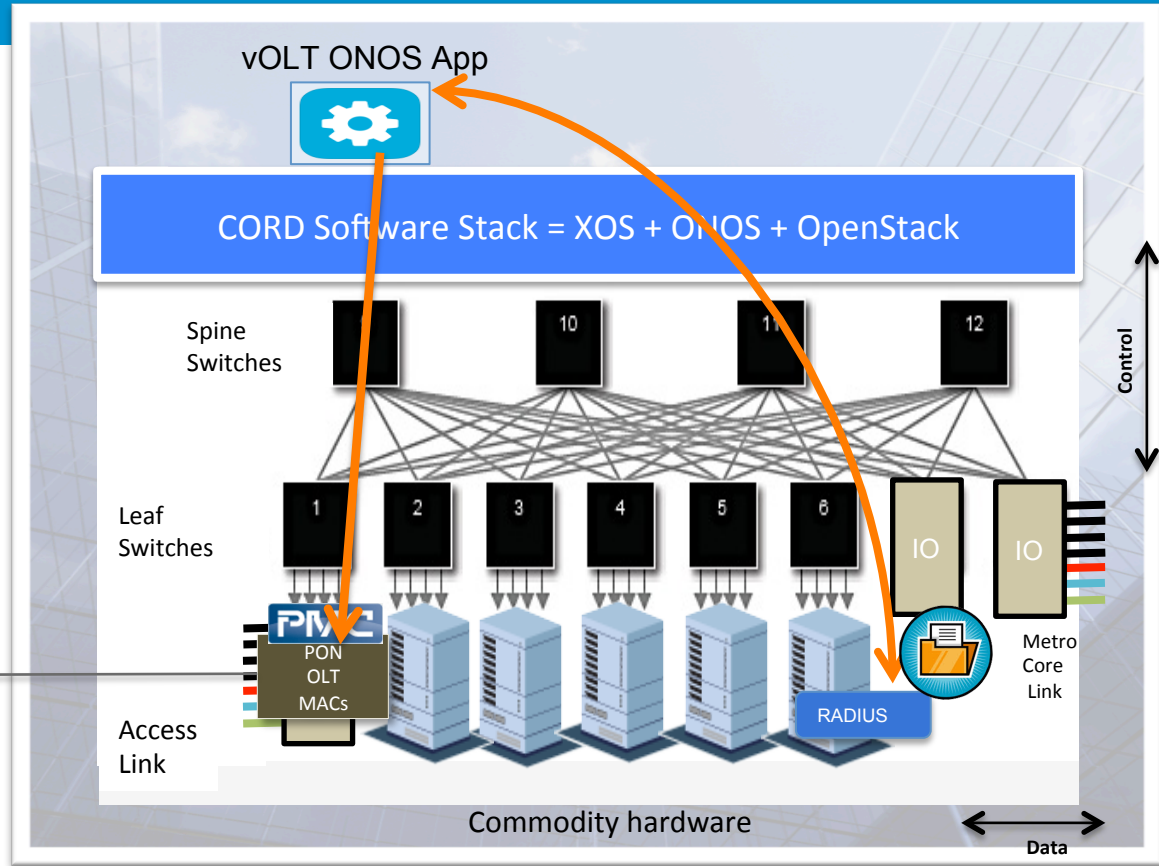 vOLT ONOS App
CORD Software Stack = XOS + ONOS + OpenStack
Spine
Switches
10
11
12
Control
Leaf
Switches
1
2
3
4
5
6
IO
IO
PMC
PON
OLT
MACs
Metro
Core
Link
RADIUS
Access
Link
Commodity hardware
Data